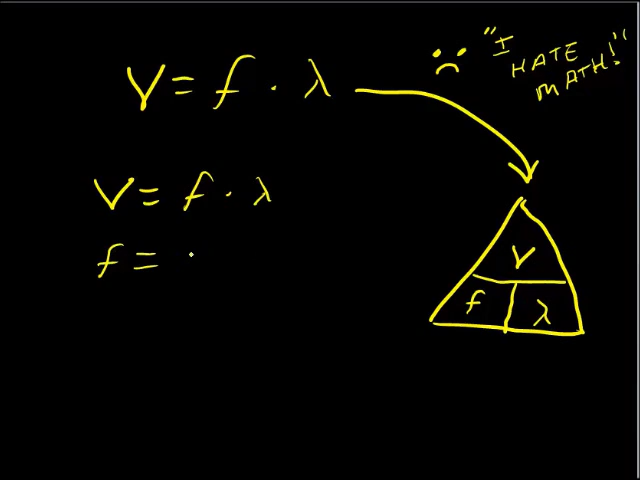 V = f · λ
"I
HATE
MATH!"
V = f · λ
f =
V
f λ